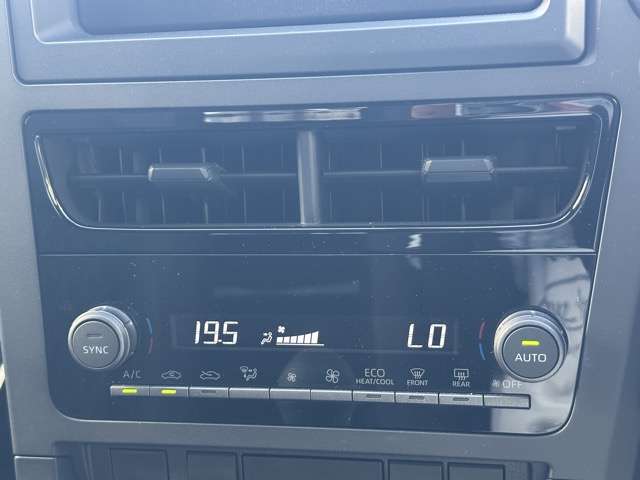 19.5 LO
SYNC AUTO
A/C ECO HEAT/COOL FRONT REAR OFF